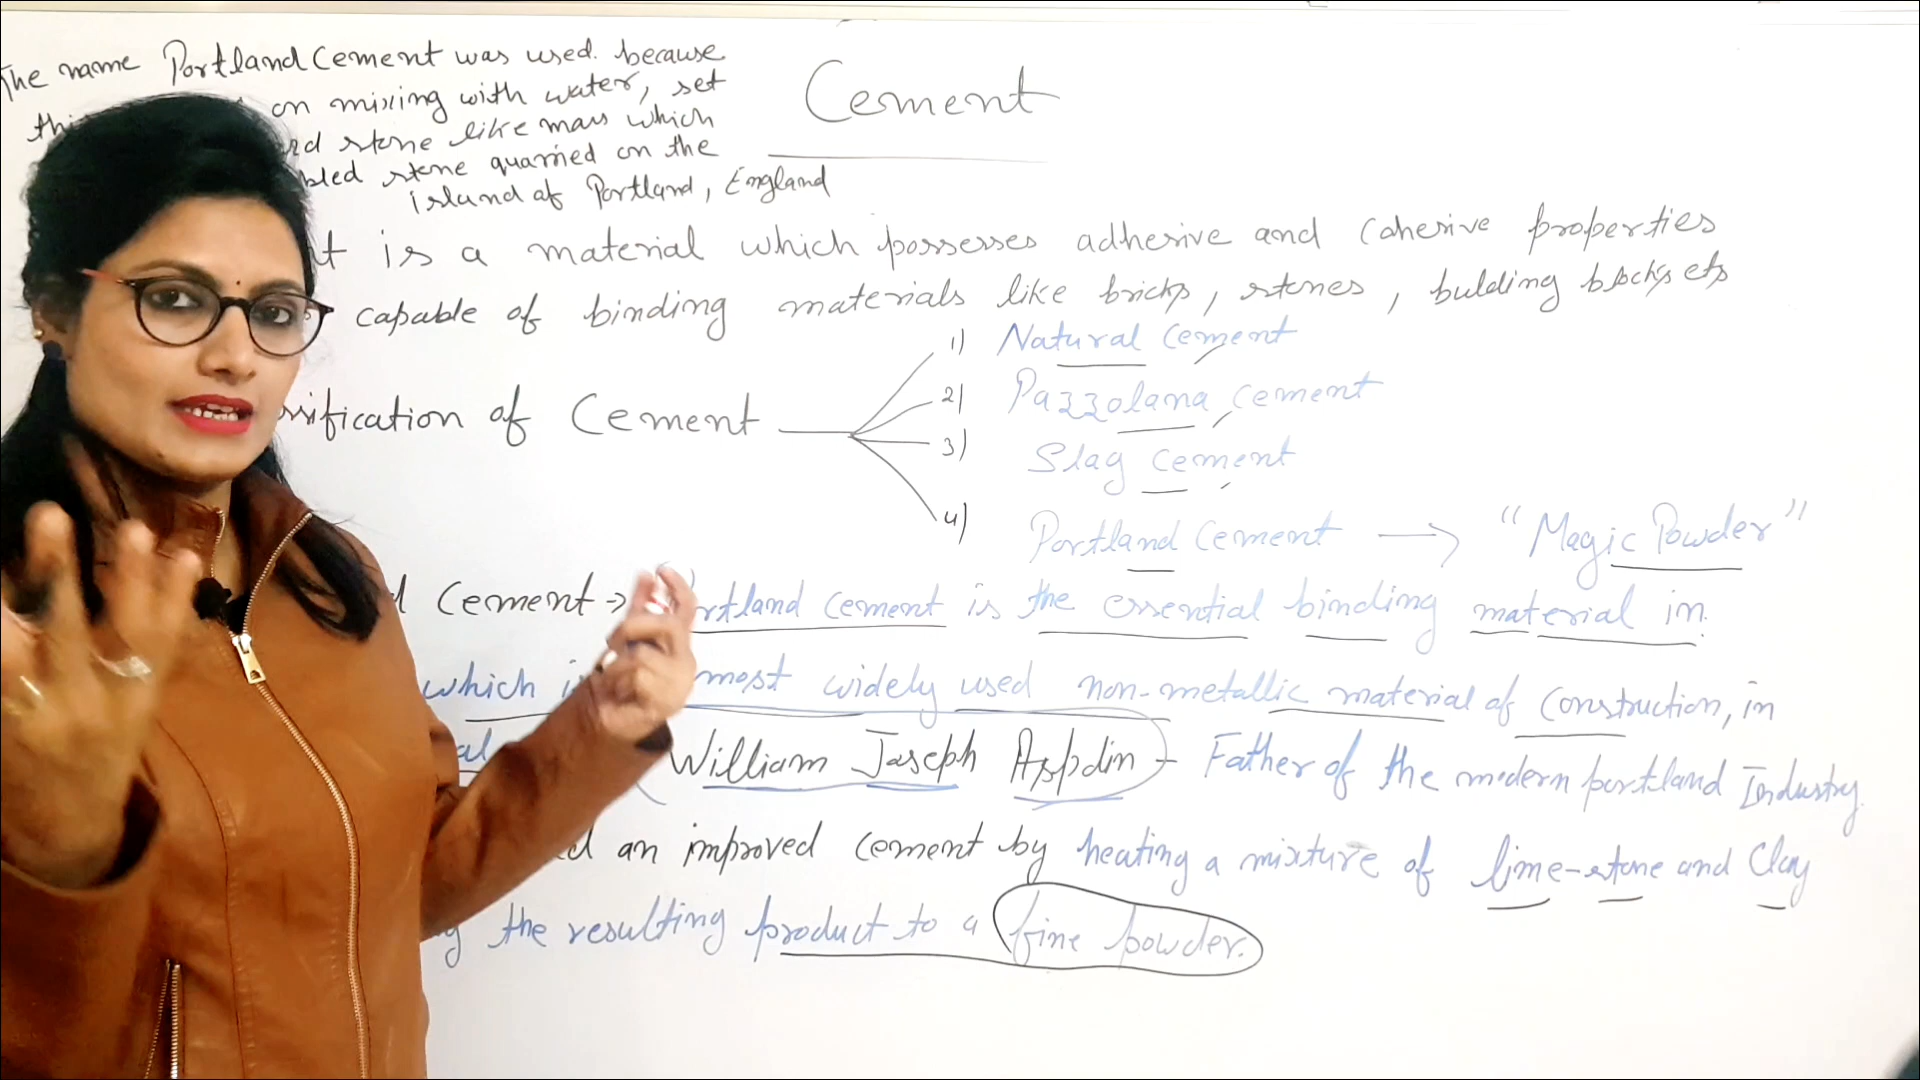 The name Portland Cement was used because
on mixing with water, set
stone like mass which
stone quarried on the
island of Portland, England
Cement
is a material which possesses adhesive and cohesive properties
capable of binding materials like bricks, stones, bulding blocks etc
of Cement
1) Natural Cement
2) Pazzolana Cement
3) Slag Cement
4) Portland Cement → "Magic Powder"
Cement → Portland Cement is the essential binding material in
which is most widely used non-metallic material of Construction, in
William Joseph Aspdin - Father of the modern portland Industry.
an improved cement by heating a mixture of lime-stone and Clay
the resulting product to a fine powder.